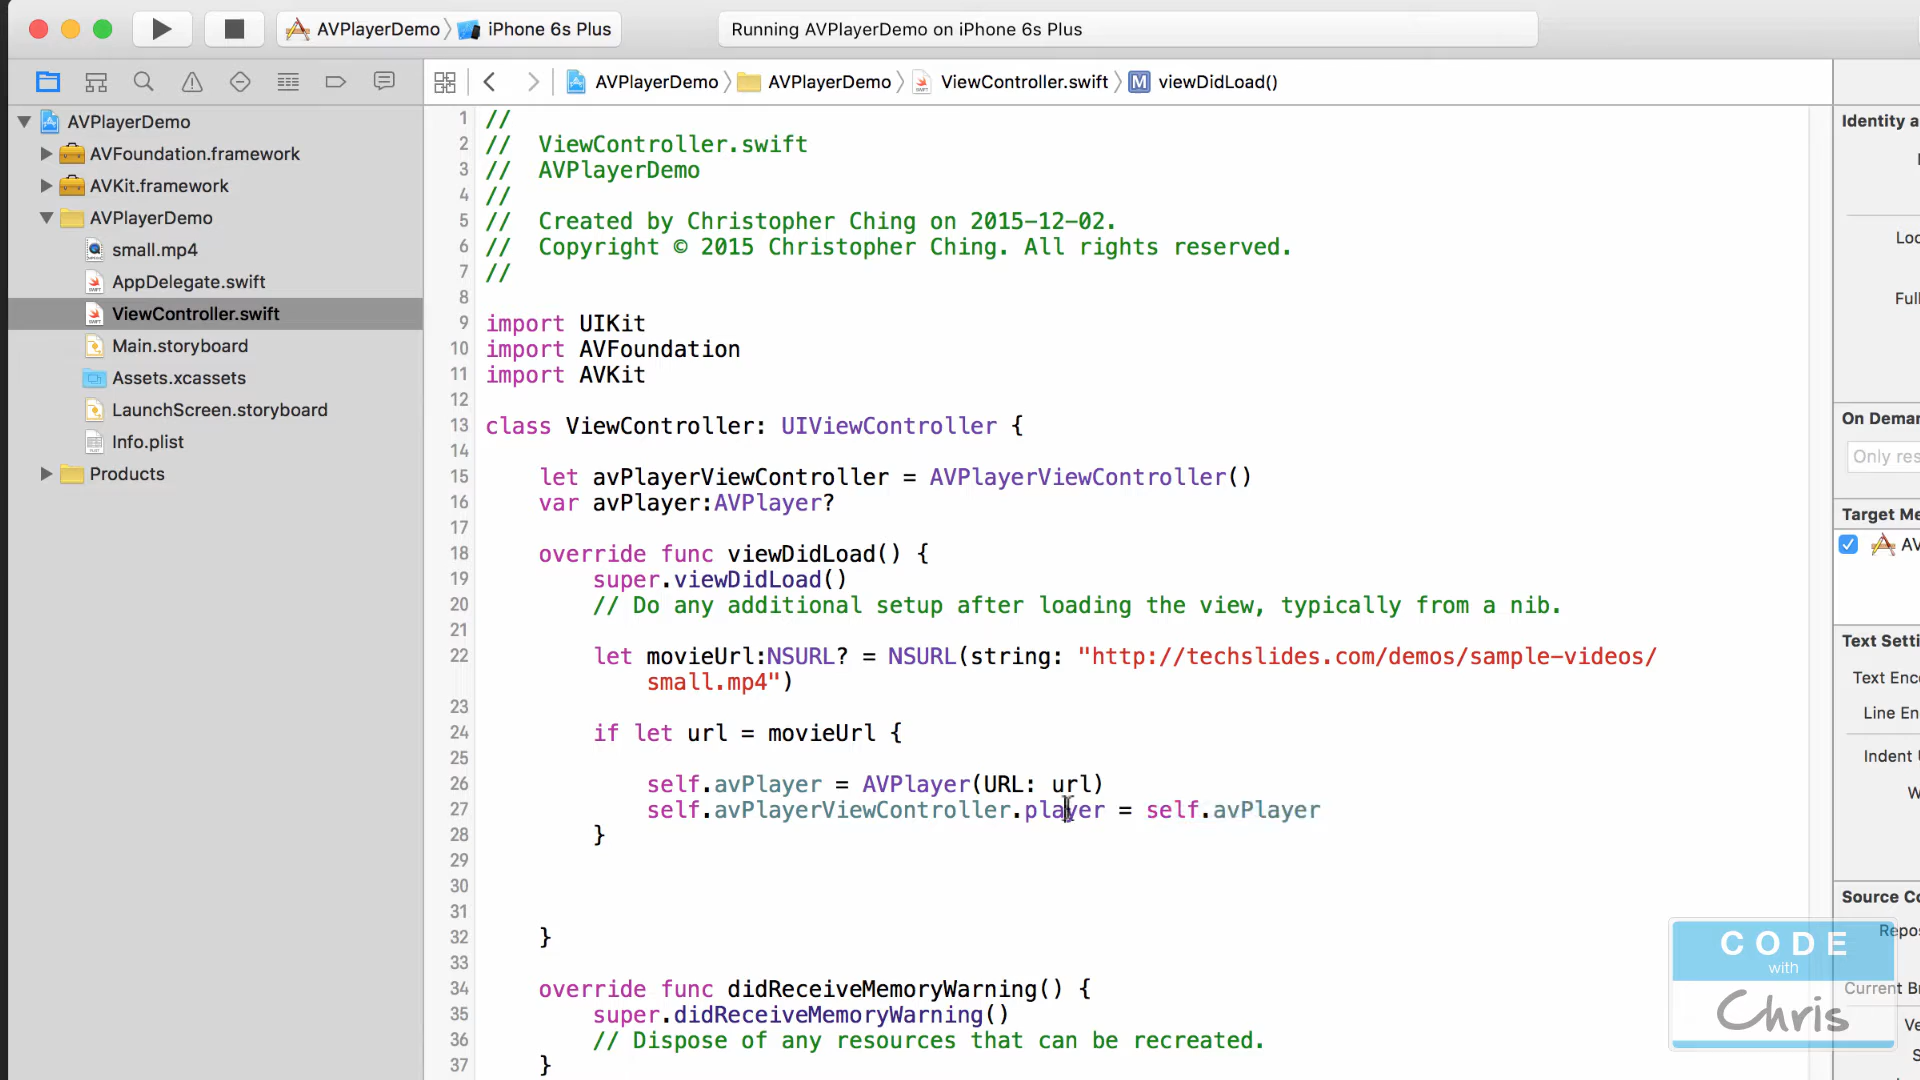 AVPlayerDemo
iPhone 6s Plus
Running AVPlayerDemo on iPhone 6s Plus
AVPlayerDemo
AVPlayerDemo
ViewController.swift
M viewDidLoad()
AVPlayerDemo
AVFoundation.framework
AVKit.framework
AVPlayerDemo
small.mp4
AppDelegate.swift
ViewController.swift
Main.storyboard
Assets.xcassets
LaunchScreen.storyboard
Info.plist
Products
1 //
2 //  ViewController.swift
3 //  AVPlayerDemo
4 //
5 //  Created by Christopher Ching on 2015-12-02.
6 //  Copyright © 2015 Christopher Ching. All rights reserved.
7 //
8
9 import UIKit
10 import AVFoundation
11 import AVKit
12
13 class ViewController: UIViewController {
14
15     let avPlayerViewController = AVPlayerViewController()
16     var avPlayer:AVPlayer?
17
18     override func viewDidLoad() {
19         super.viewDidLoad()
20         // Do any additional setup after loading the view, typically from a nib.
21
22         let movieUrl:NSURL? = NSURL(string: "http://techslides.com/demos/sample-videos/
small.mp4")
23
24         if let url = movieUrl {
25
26             self.avPlayer = AVPlayer(URL: url)
27             self.avPlayerViewController.player = self.avPlayer
28         }
29
30
31
32     }
33
34     override func didReceiveMemoryWarning() {
35         super.didReceiveMemoryWarning()
36         // Dispose of any resources that can be recreated.
37     }
Identity a
Loc
Full
On Deman
Only res
Target Me
AV
Text Setti
Text Enco
Line En
Indent U
W
Source Co
Repos
Current Br
Ve
S
CODE
with
Chris